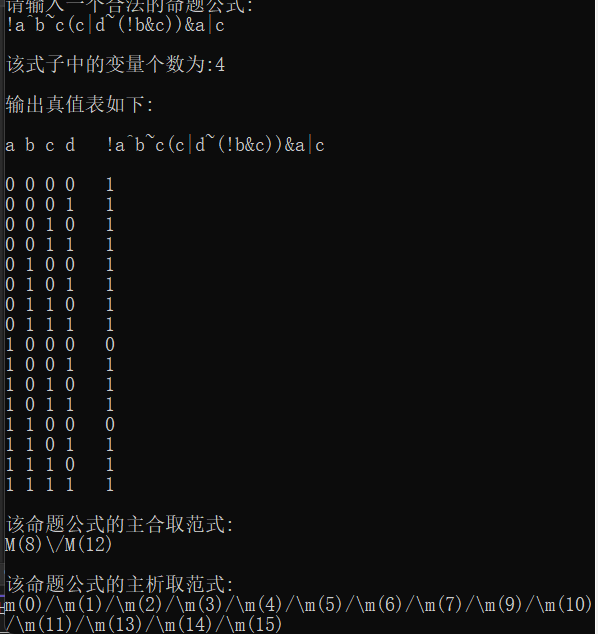 请输入一个合法的命题公式:
!a^b~c(c|d~(!b&c))&a|c
该式子中的变量个数为:4
输出真值表如下:
a b c d   !a^b~c(c|d~(!b&c))&a|c
0 0 0 0   1
0 0 0 1   1
0 0 1 0   1
0 0 1 1   1
0 1 0 0   1
0 1 0 1   1
0 1 1 0   1
0 1 1 1   1
1 0 0 0   0
1 0 0 1   1
1 0 1 0   1
1 0 1 1   1
1 1 0 0   0
1 1 0 1   1
1 1 1 0   1
1 1 1 1   1
该命题公式的主合取范式:
M(8)\/M(12)
该命题公式的主析取范式:
m(0)/\m(1)/\m(2)/\m(3)/\m(4)/\m(5)/\m(6)/\m(7)/\m(9)/\m(10)
/\m(11)/\m(13)/\m(14)/\m(15)